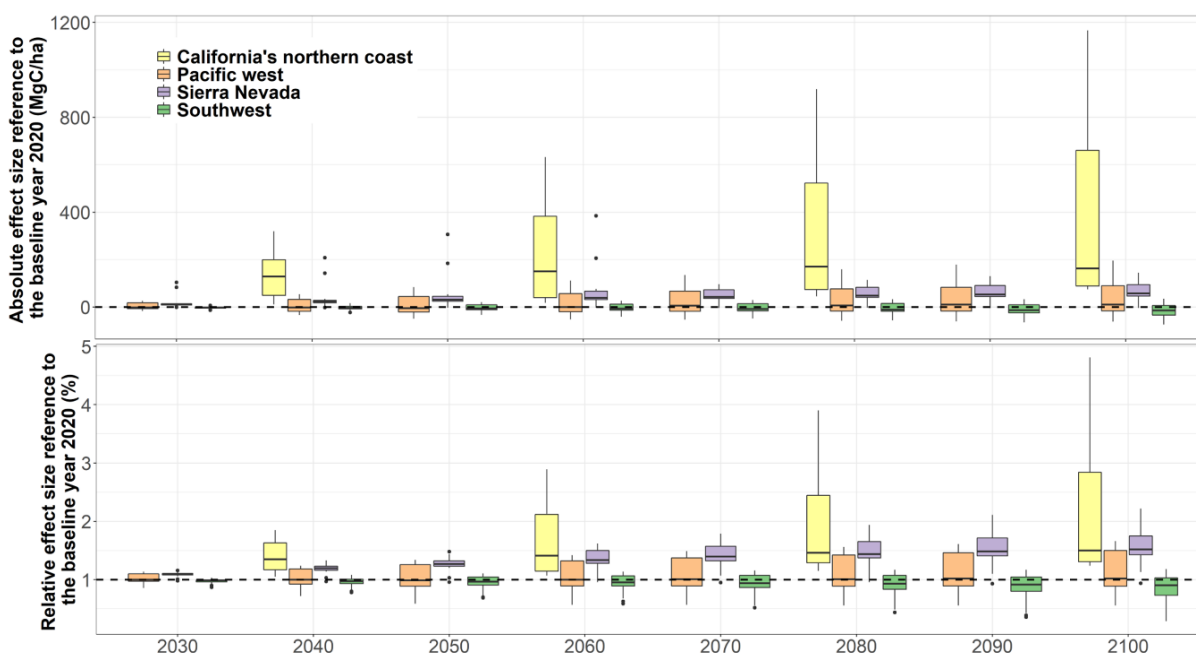 Absolute effect size reference to
the baseline year 2020 (MgC/ha)
1200
800
400
0
California's northern coast
Pacific west
Sierra Nevada
Southwest
Relative effect size reference to
the baseline year 2020 (%)
5
4
3
2
1
2030 2040 2050 2060 2070 2080 2090 2100